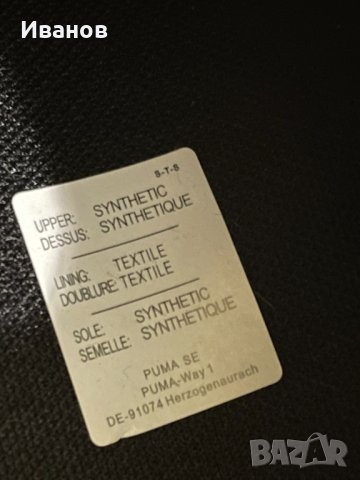 Иванов
S-T-S
UPPER: SYNTHETIC
DESSUS: SYNTHETIQUE
LINING: TEXTILE
DOUBLURE: TEXTILE
SOLE: SYNTHETIC
SEMELLE: SYNTHETIQUE
PUMA SE
PUMA-Way 1
DE-91074 Herzogenaurach
BAZAR